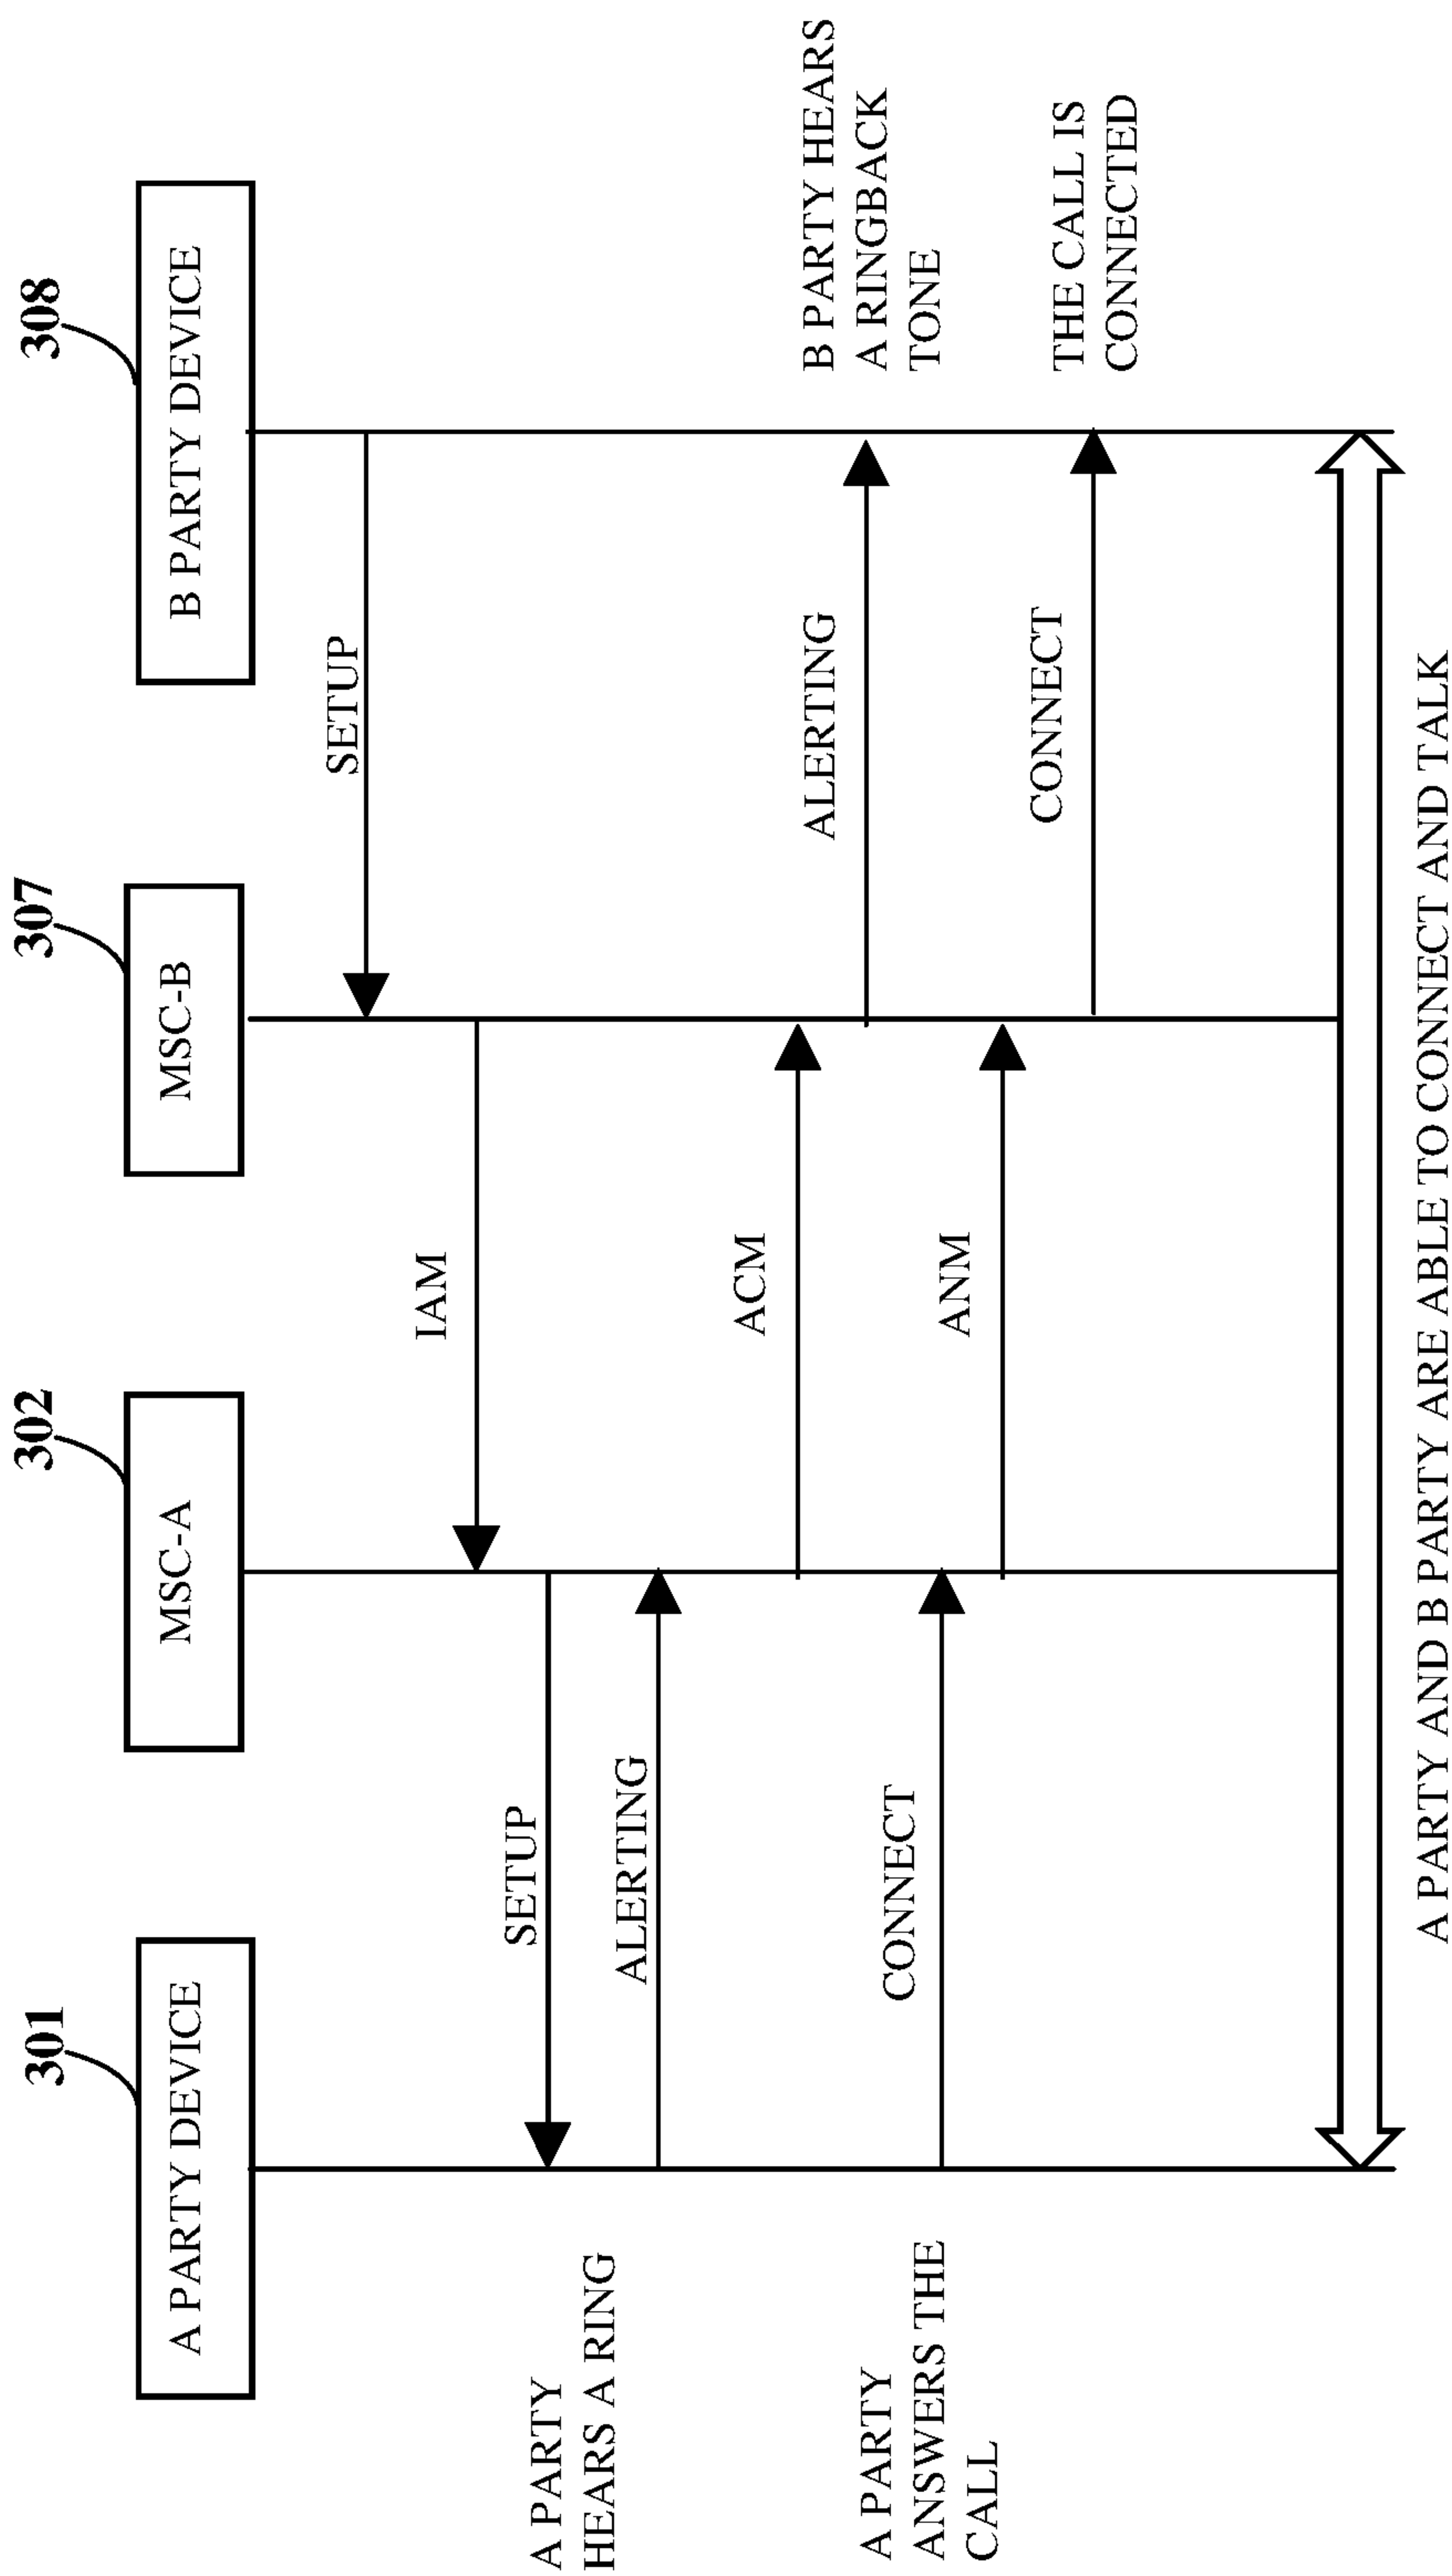 301
302
307
308
A PARTY DEVICE
MSC-A
MSC-B
B PARTY DEVICE
SETUP
IAM
A PARTY
HEARS A RING
SETUP
ALERTING
ACM
ALERTING
B PARTY HEARS
A RINGBACK
TONE
A PARTY
ANSWERS THE
CALL
CONNECT
ANM
CONNECT
THE CALL IS
CONNECTED
A PARTY AND B PARTY ARE ABLE TO CONNECT AND TALK